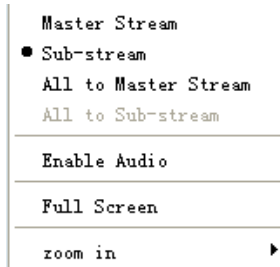 Master Stream
Sub-stream
All to Master Stream
All to Sub-stream
Enable Audio
Full Screen
zoom in